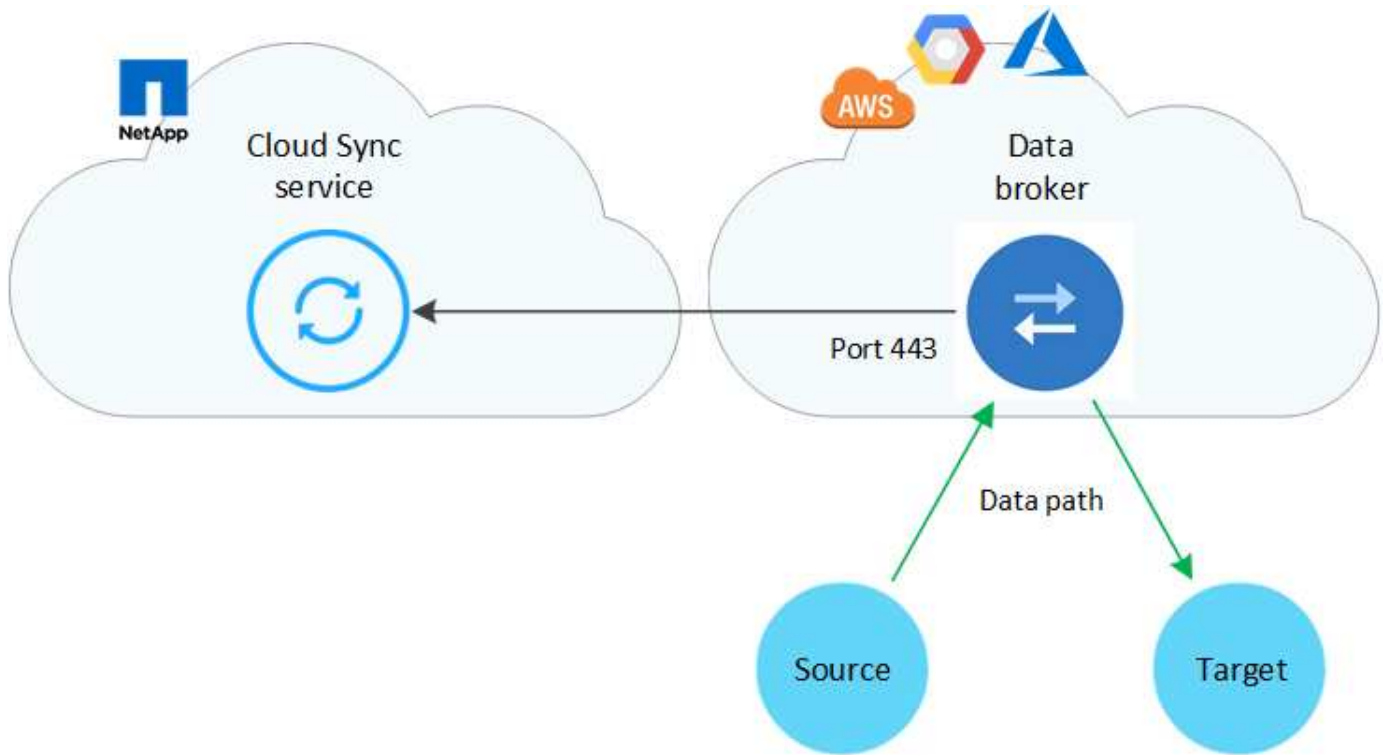 NetApp
Cloud Sync
service
AWS
Data
broker
Port 443
Data path
Source
Target